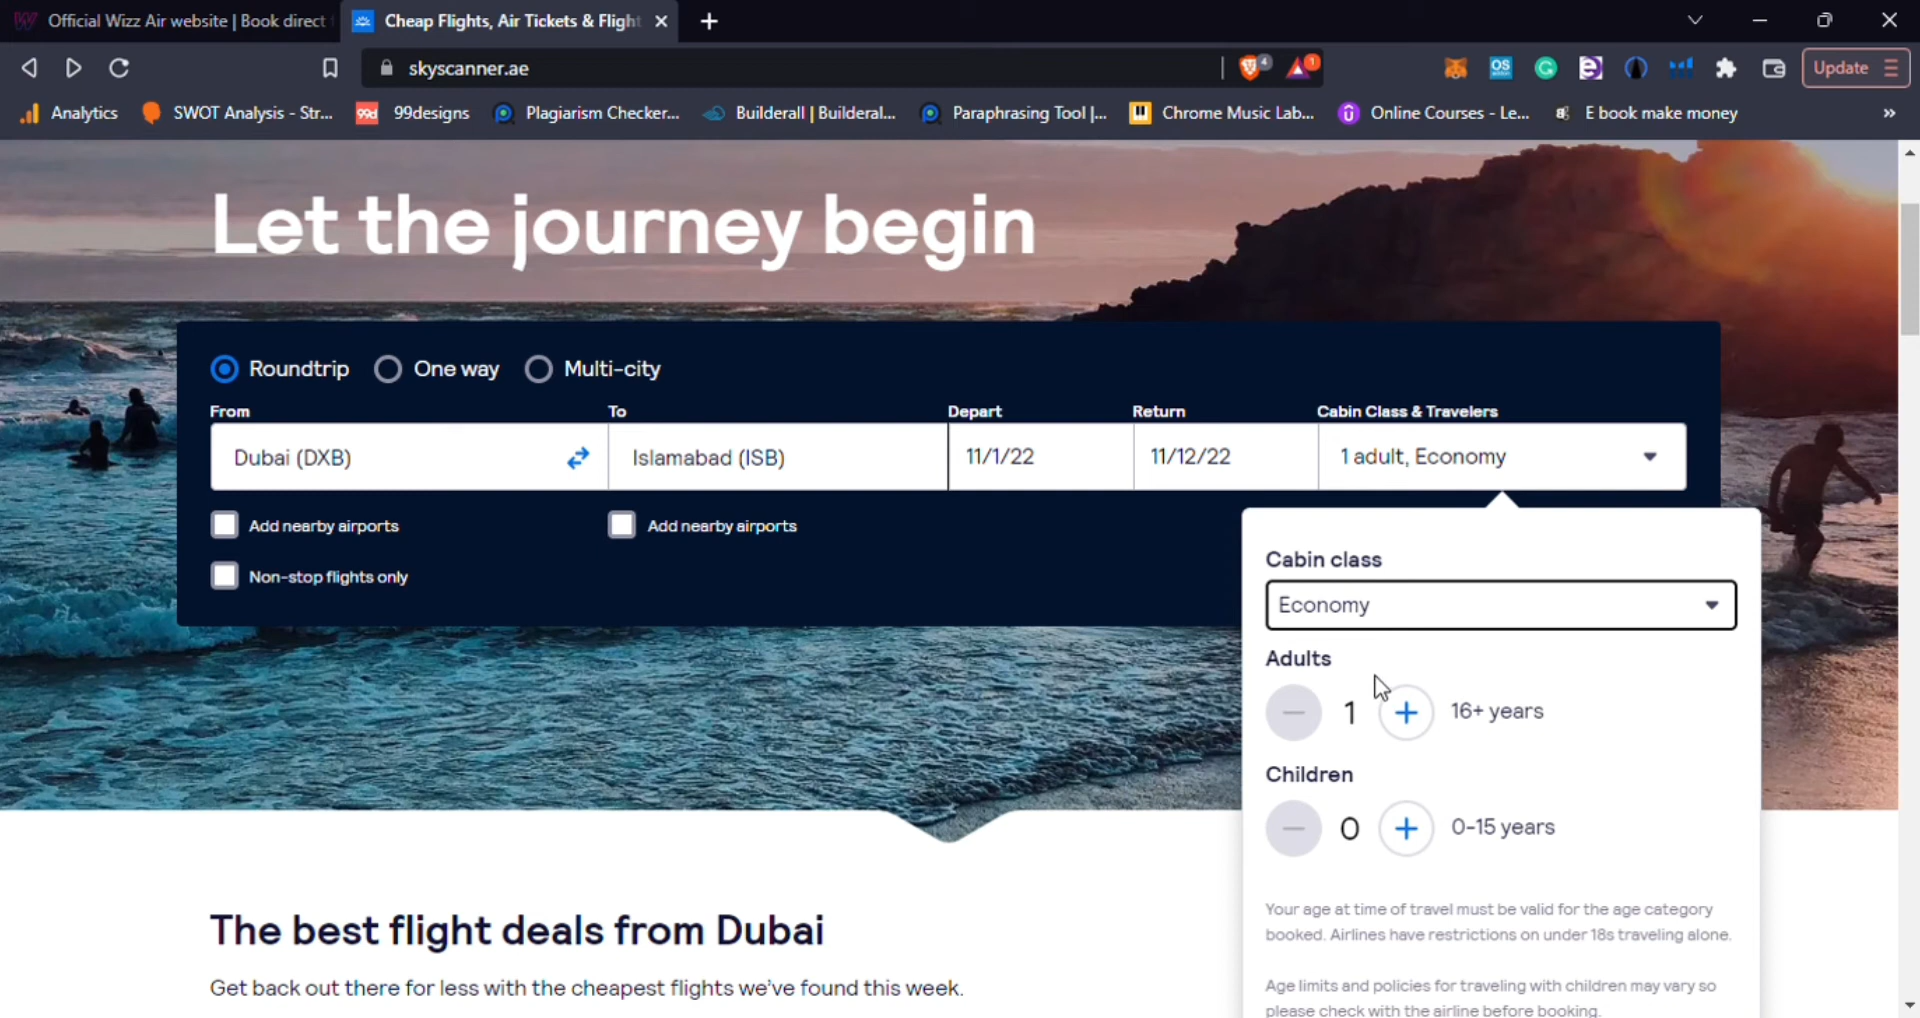 Official Wizz Air website | Book direct
Cheap Flights, Air Tickets & Flight
skyscanner.ae
4
1
Update
Analytics
SWOT Analysis - Str...
99designs
Plagiarism Checker...
Builderall | Builderal...
Paraphrasing Tool |...
Chrome Music Lab...
Online Courses - Le...
E book make money
»
Let the journey begin
Roundtrip
One way
Multi-city
From
To
Depart
Return
Cabin Class & Travelers
Dubai (DXB)
Islamabad (ISB)
11/1/22
11/12/22
1 adult, Economy
Add nearby airports
Add nearby airports
Non-stop flights only
Cabin class
Economy
Adults
1
16+ years
Children
0
0-15 years
Your age at time of travel must be valid for the age category
booked. Airlines have restrictions on under 18s traveling alone.
Age limits and policies for traveling with children may vary so
please check with the airline before booking.
The best flight deals from Dubai
Get back out there for less with the cheapest flights we've found this week.